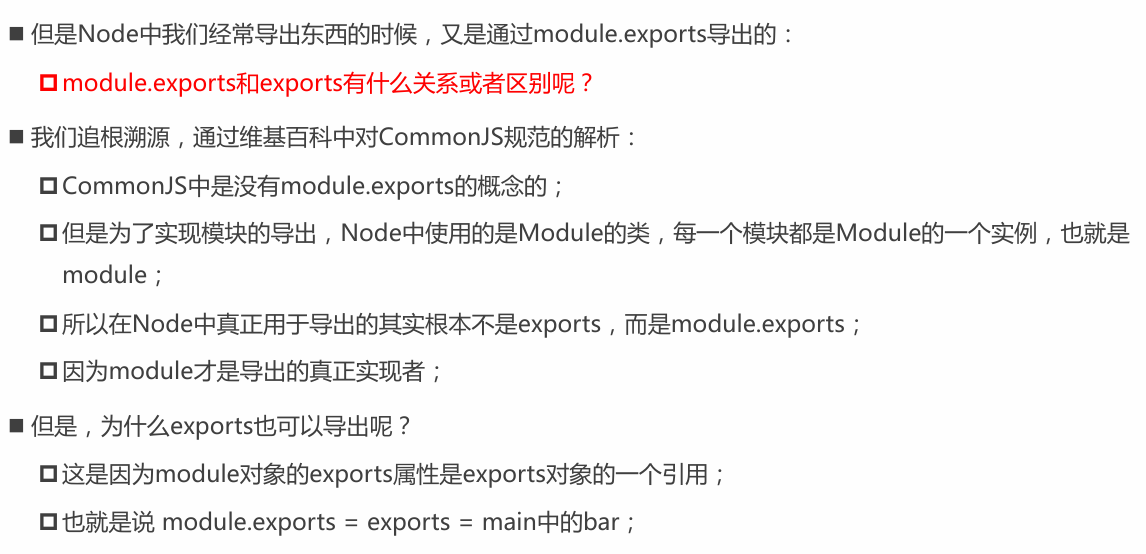 但是Node中我们经常导出东西的时候，又是通过module.exports导出的：
module.exports和exports有什么关系或者区别呢？
我们追根溯源，通过维基百科中对CommonJS规范的解析：
CommonJS中是没有module.exports的概念的；
但是为了实现模块的导出，Node中使用的是Module的类，每一个模块都是Module的一个实例，也就是
module；
所以在Node中真正用于导出的其实根本不是exports，而是module.exports；
因为module才是导出的真正实现者；
但是，为什么exports也可以导出呢？
这是因为module对象的exports属性是exports对象的一个引用；
也就是说 module.exports = exports = main中的bar；